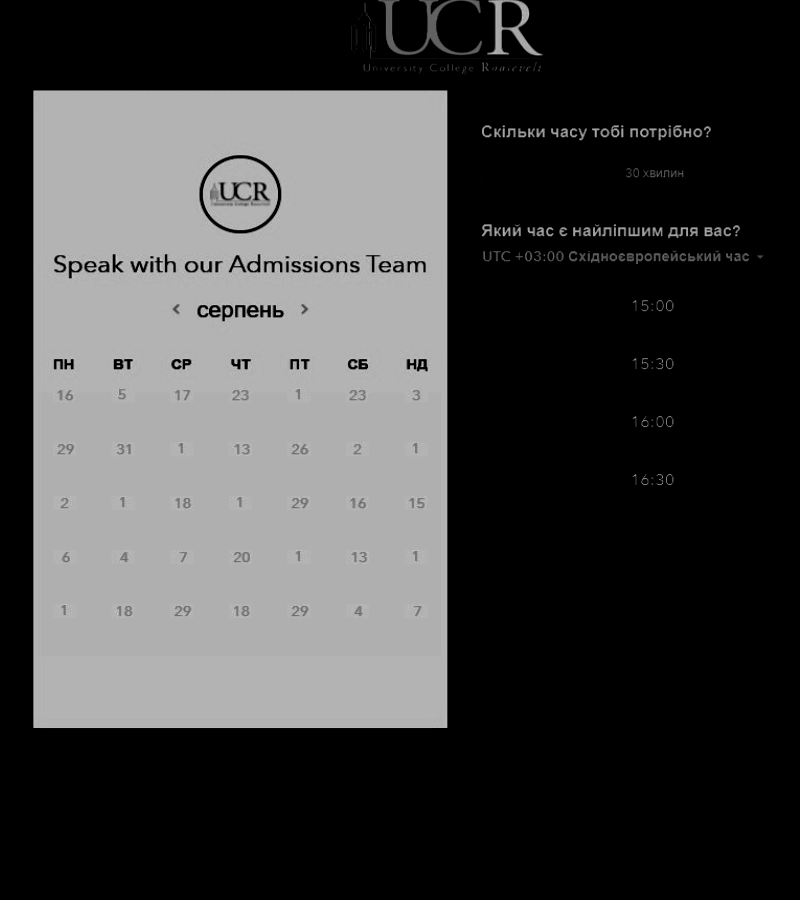 UCR
University College Roosevelt
UCR
University College Roosevelt
Speak with our Admissions Team
серпень
ПН ВТ СР ЧТ ПТ СБ НД
16 5 17 23 1 23 3
29 31 1 13 26 2 1
2 1 18 1 29 16 15
6 4 7 20 1 13 1
1 18 29 18 29 4 7
Скільки часу тобі потрібно?
30 хвилин
Який час є найліпшим для вас?
UTC +03:00 Східноєвропейський час
15:00
15:30
16:00
16:30